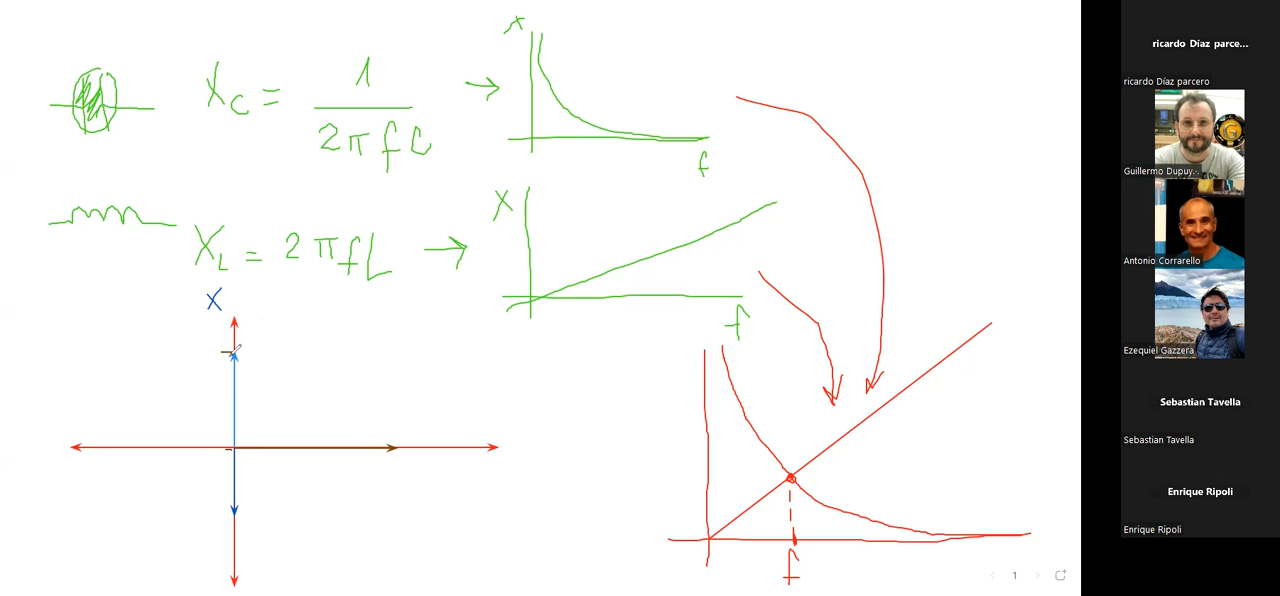 X
X_C = 1 / 2πfC →
f
X
X_L = 2πfL →
f
X
f
1
ricardo Díaz parce...
ricardo Díaz parcero
Guillermo Dupuy...
Antonio Corrarello
Ezequiel Gazzera
Sebastian Tavella
Sebastian Tavella
Enrique Ripoli
Enrique Ripoli